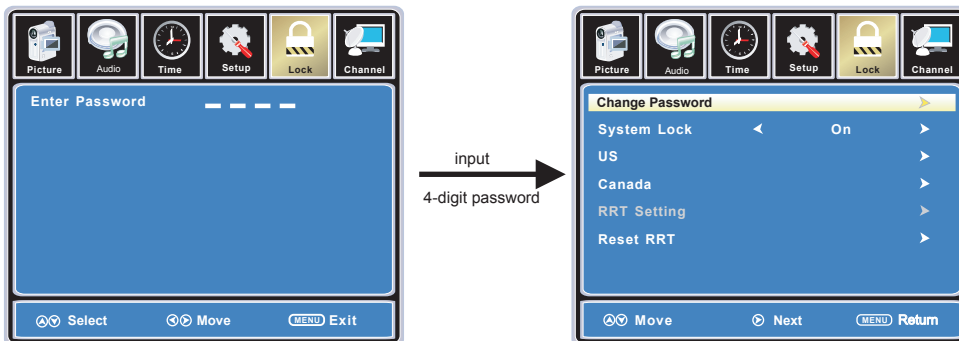 Picture Audio Time Setup Lock Channel
Enter Password
Select Move MENU Exit
input
4-digit password
Picture Audio Time Setup Lock Channel
Change Password
System Lock On
US
Canada
RRT Setting
Reset RRT
Move Next MENU Return